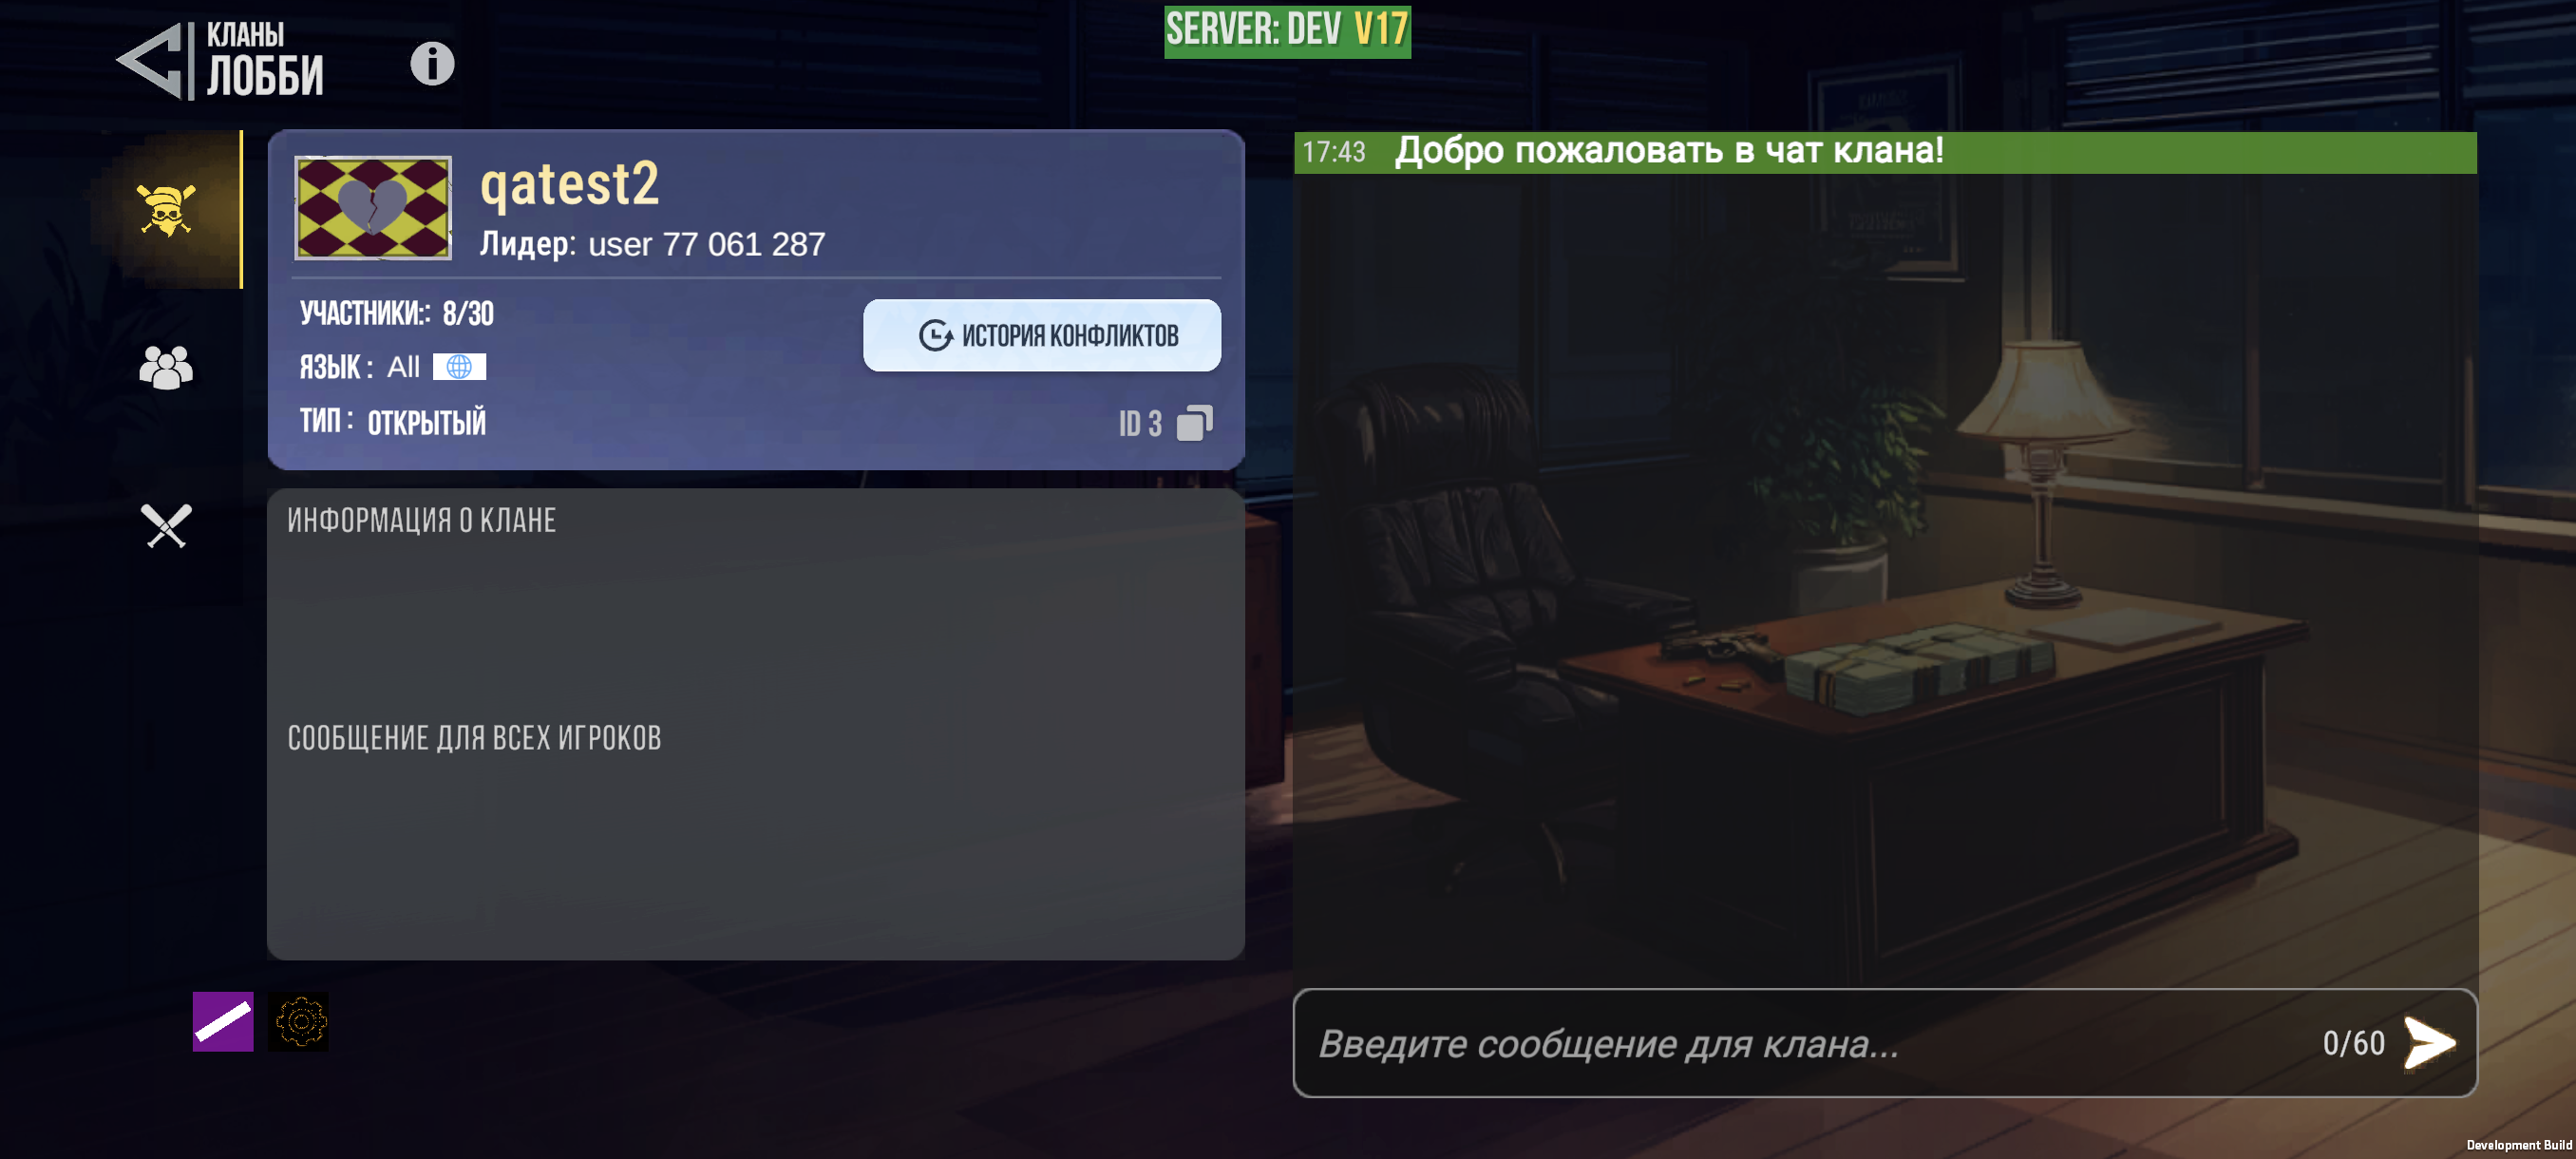 КЛАНЫ
ЛОББИ
SERVER: DEV V17
qatest2
Лидер: user 77 061 287
УЧАСТНИКИ:: 8/30
ЯЗЫК : All
ТИП : ОТКРЫТЫЙ
ИСТОРИЯ КОНФЛИКТОВ
ID 3
ИНФОРМАЦИЯ О КЛАНЕ
СООБЩЕНИЕ ДЛЯ ВСЕХ ИГРОКОВ
17:43 Добро пожаловать в чат клана!
Введите сообщение для клана...
0/60
Development Build